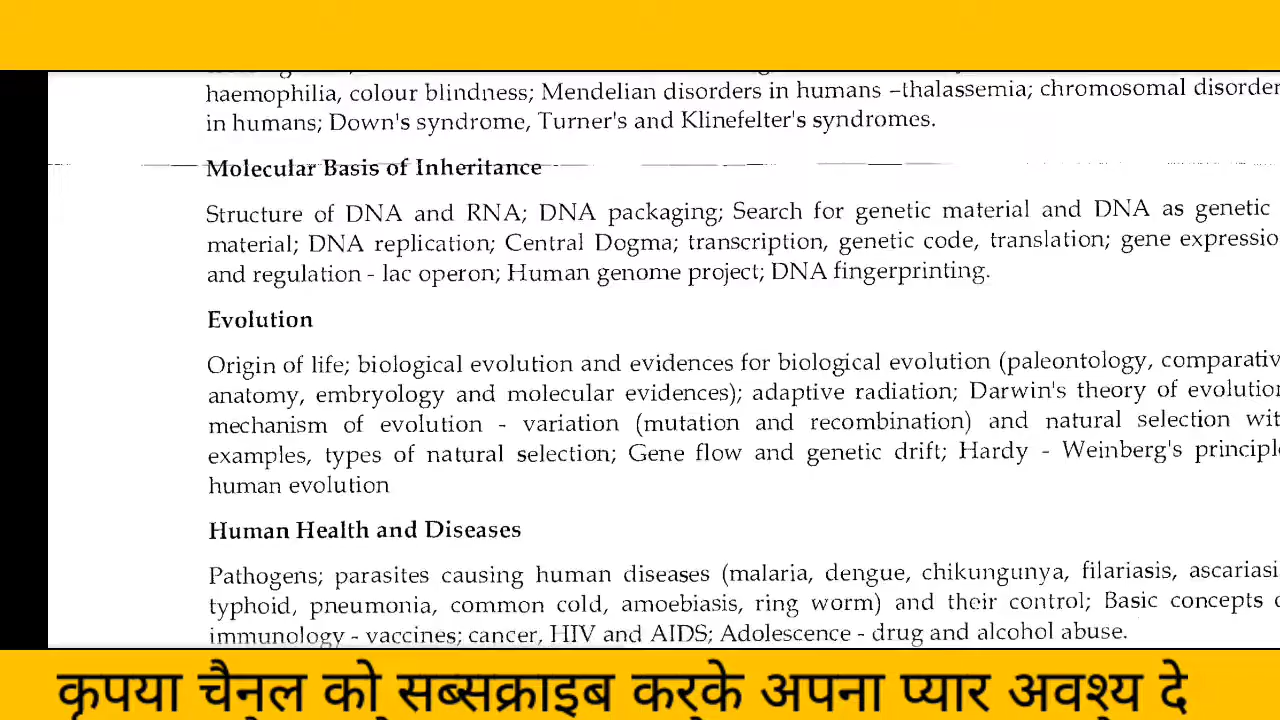 haemophilia, colour blindness; Mendelian disorders in humans –thalassemia; chromosomal disorder
in humans; Down's syndrome, Turner's and Klinefelter's syndromes.
Molecular Basis of Inheritance
Structure of DNA and RNA; DNA packaging; Search for genetic material and DNA as genetic
material; DNA replication; Central Dogma; transcription, genetic code, translation; gene expressio
and regulation - lac operon; Human genome project; DNA fingerprinting.
Evolution
Origin of life; biological evolution and evidences for biological evolution (paleontology, comparativ
anatomy, embryology and molecular evidences); adaptive radiation; Darwin's theory of evolution
mechanism of evolution - variation (mutation and recombination) and natural selection wit
examples, types of natural selection; Gene flow and genetic drift; Hardy - Weinberg's principle
human evolution
Human Health and Diseases
Pathogens; parasites causing human diseases (malaria, dengue, chikungunya, filariasis, ascariasi
typhoid, pneumonia, common cold, amoebiasis, ring worm) and their control; Basic concepts o
immunology - vaccines; cancer, HIV and AIDS; Adolescence - drug and alcohol abuse.
कृपया चैनल को सब्सक्राइब करके अपना प्यार अवश्य दे